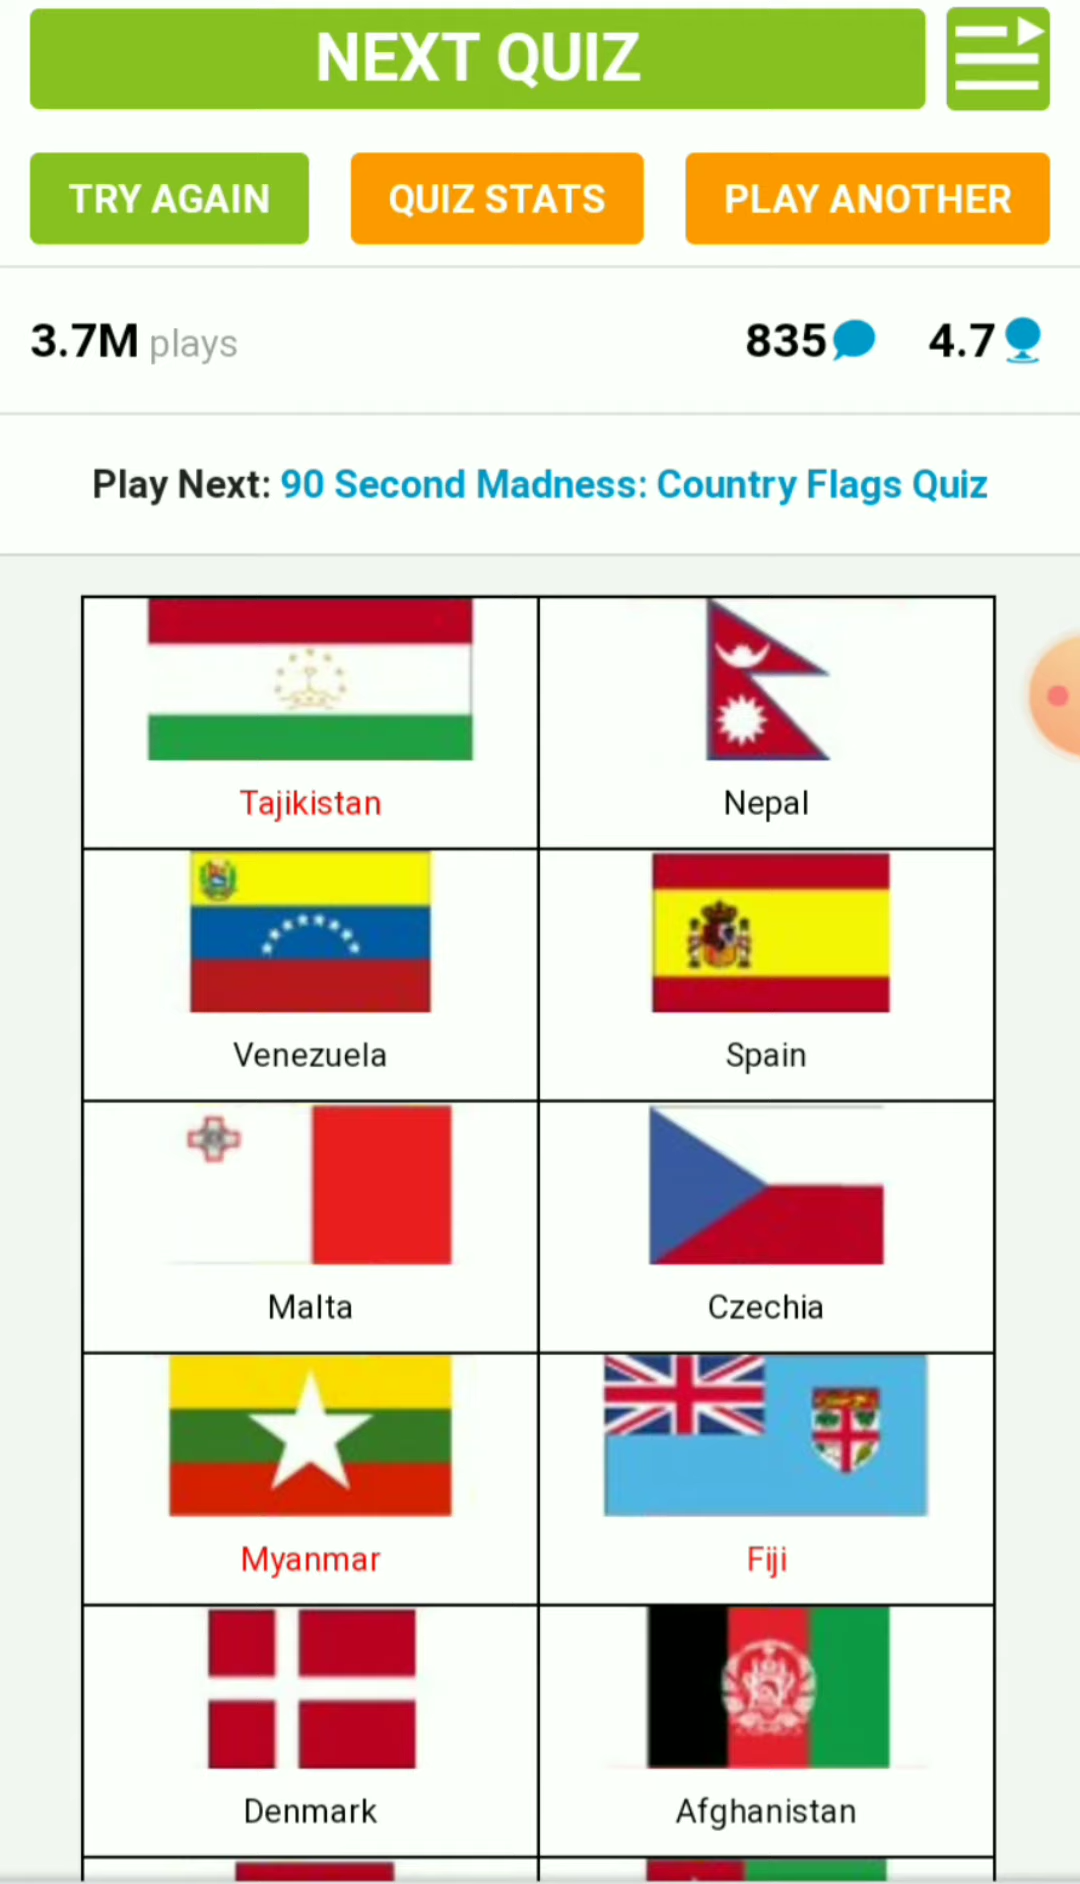 NEXT QUIZ
TRY AGAIN
QUIZ STATS
PLAY ANOTHER
3.7M plays
835
4.7
Play Next: 90 Second Madness: Country Flags Quiz
Tajikistan
Nepal
Venezuela
Spain
Malta
Czechia
Myanmar
Fiji
Denmark
Afghanistan